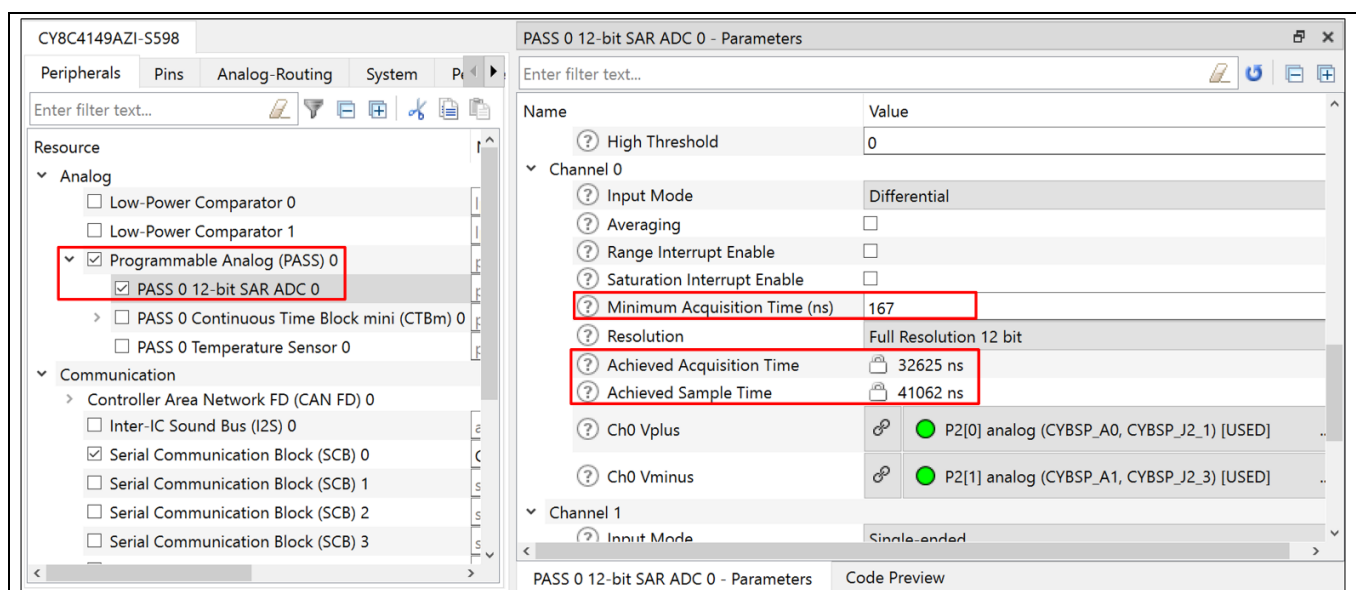 CY8C4149AZI-S598
Peripherals Pins Analog-Routing System
Enter filter text...
Resource
Analog
Low-Power Comparator 0
Low-Power Comparator 1
Programmable Analog (PASS) 0
PASS 0 12-bit SAR ADC 0
PASS 0 Continuous Time Block mini (CTBm) 0
PASS 0 Temperature Sensor 0
Communication
Controller Area Network FD (CAN FD) 0
Inter-IC Sound Bus (I2S) 0
Serial Communication Block (SCB) 0
Serial Communication Block (SCB) 1
Serial Communication Block (SCB) 2
Serial Communication Block (SCB) 3
PASS 0 12-bit SAR ADC 0 - Parameters
Enter filter text...
Name Value
High Threshold 0
Channel 0
Input Mode Differential
Averaging
Range Interrupt Enable
Saturation Interrupt Enable
Minimum Acquisition Time (ns) 167
Resolution Full Resolution 12 bit
Achieved Acquisition Time 32625 ns
Achieved Sample Time 41062 ns
Ch0 Vplus P2[0] analog (CYBSP_A0, CYBSP_J2_1) [USED] ..
Ch0 Vminus P2[1] analog (CYBSP_A1, CYBSP_J2_3) [USED] ..
Channel 1
Input Mode Single-ended
PASS 0 12-bit SAR ADC 0 - Parameters Code Preview